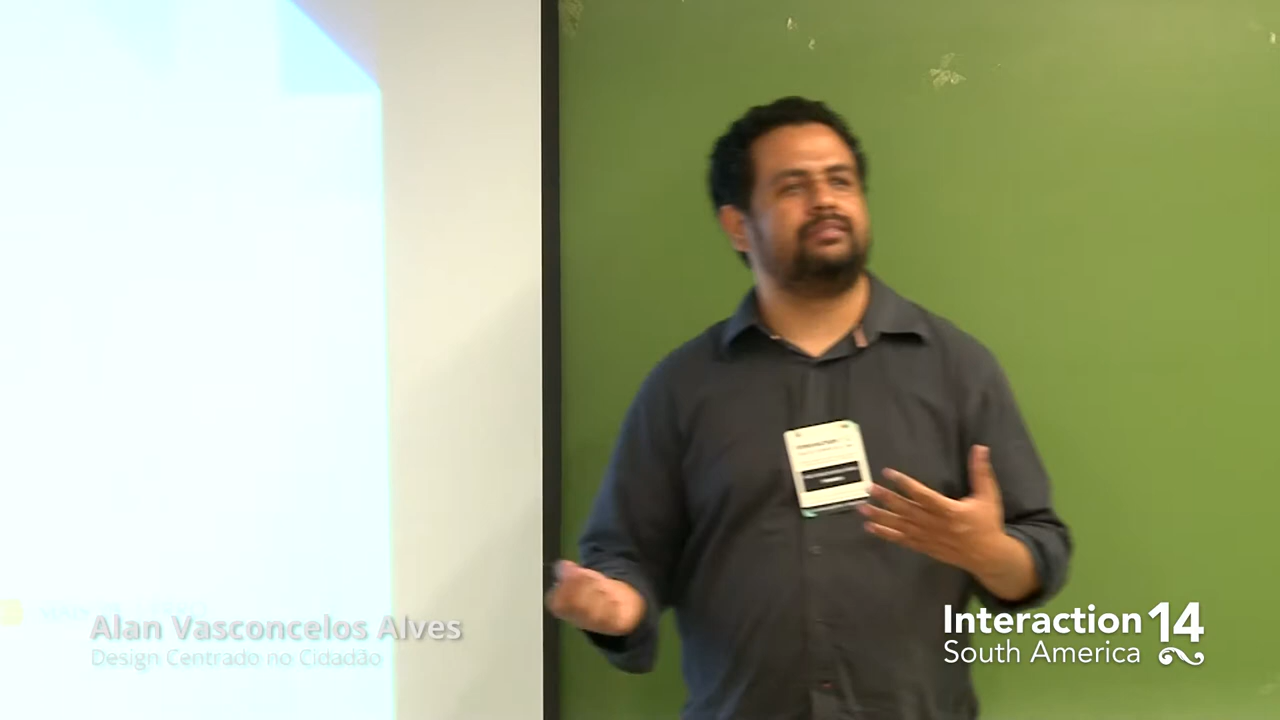 Alan Vasconcelos Alves
Design Centrado no Cidadão
Interaction 14
South America